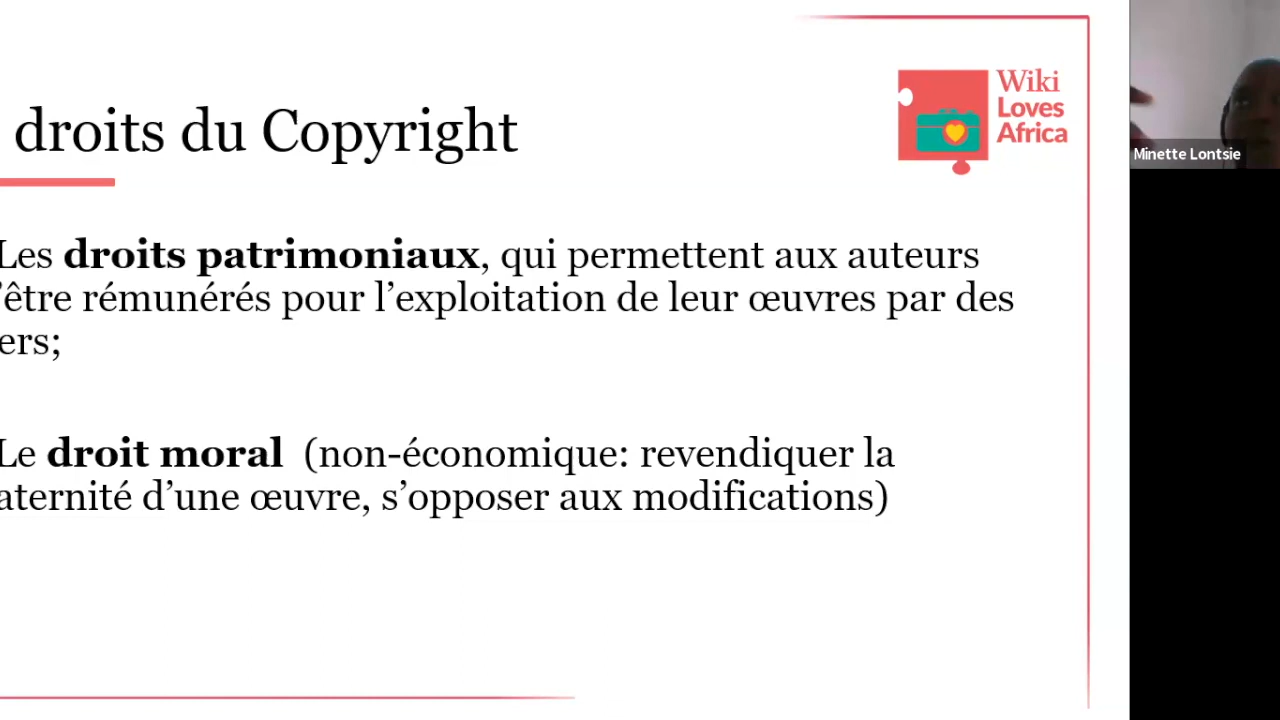 droits du Copyright
Wiki
Loves
Africa
Minette Lontsie
Les droits patrimoniaux, qui permettent aux auteurs
'être rémunérés pour l'exploitation de leur œuvres par des
ers;
Le droit moral (non-économique: revendiquer la
aternité d'une œuvre, s'opposer aux modifications)